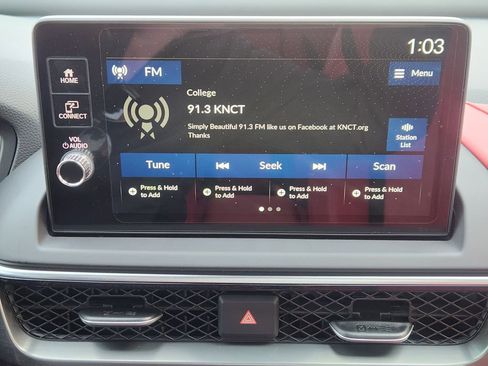 1:03
HOME
FM
Menu
College
CONNECT
91.3 KNCT
Simply Beautiful 91.3 FM like us on Facebook at KNCT.org
Thanks
VOL
AUDIO
Station
List
Tune
Seek
Scan
Press & Hold
to Add
Press & Hold
to Add
Press & Hold
to Add
Press & Hold
to Add